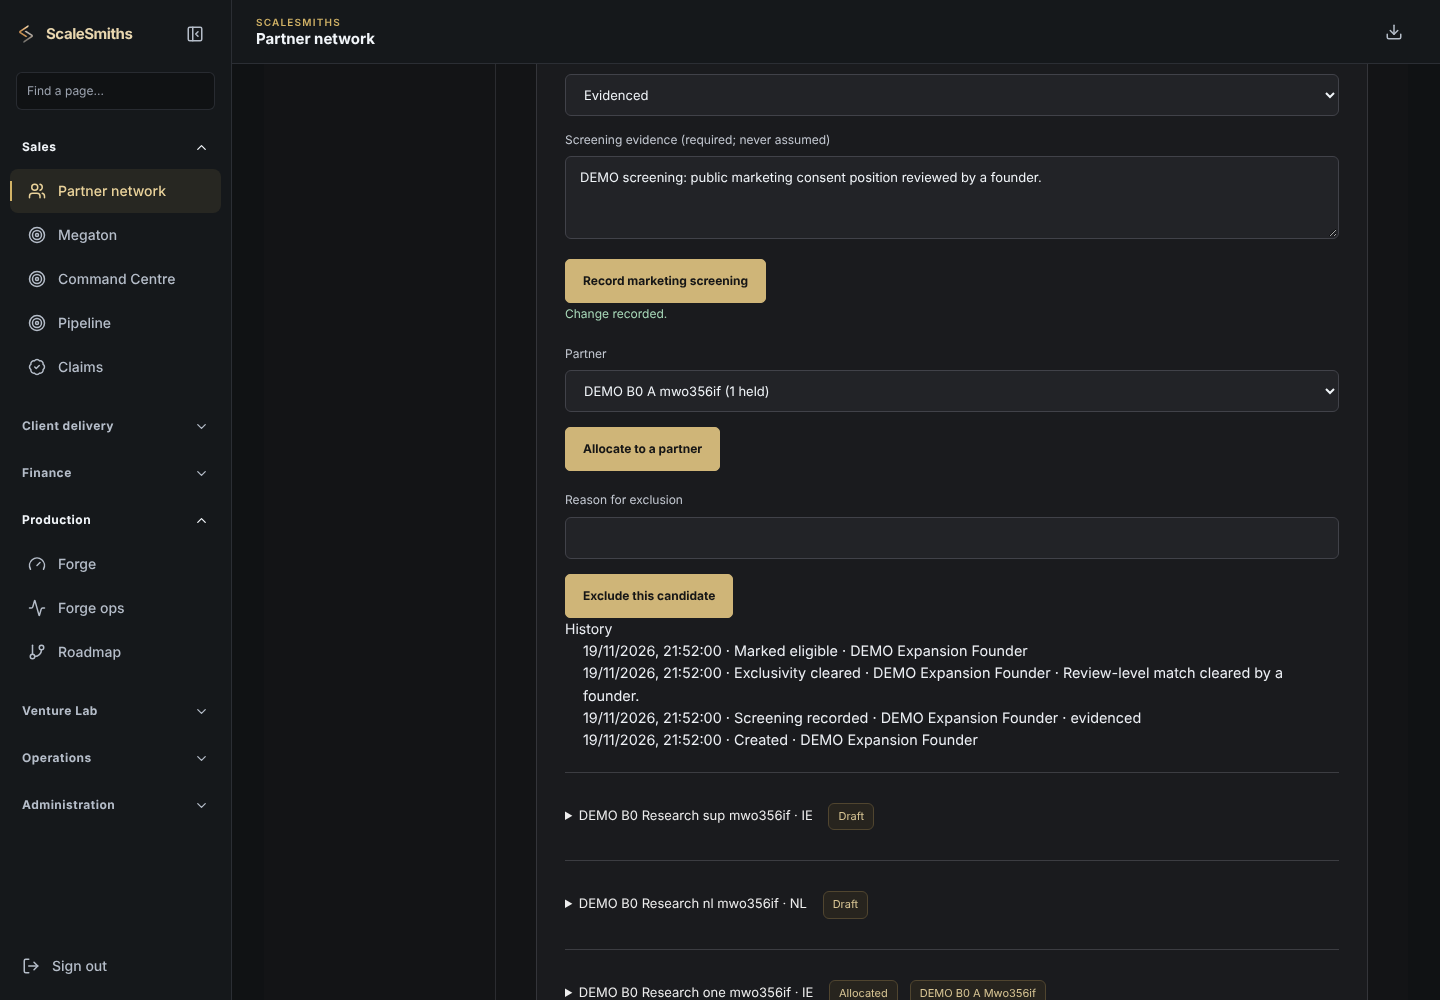 ScaleSmiths
Find a page...
Sales
Partner network
Megaton
Command Centre
Pipeline
Claims
Client delivery
Finance
Production
Forge
Forge ops
Roadmap
Venture Lab
Operations
Administration
Sign out
SCALESMITHS
Partner network
Evidenced
Screening evidence (required; never assumed)
DEMO screening: public marketing consent position reviewed by a founder.
Record marketing screening
Change recorded.
Partner
DEMO B0 A mwo356if (1 held)
Allocate to a partner
Reason for exclusion
Exclude this candidate
History
19/11/2026, 21:52:00 · Marked eligible · DEMO Expansion Founder
19/11/2026, 21:52:00 · Exclusivity cleared · DEMO Expansion Founder · Review-level match cleared by a
founder.
19/11/2026, 21:52:00 · Screening recorded · DEMO Expansion Founder · evidenced
19/11/2026, 21:52:00 · Created · DEMO Expansion Founder
DEMO B0 Research sup mwo356if · IE Draft
DEMO B0 Research nl mwo356if · NL Draft
DEMO B0 Research one mwo356if · IE Allocated DEMO B0 A Mwo356if